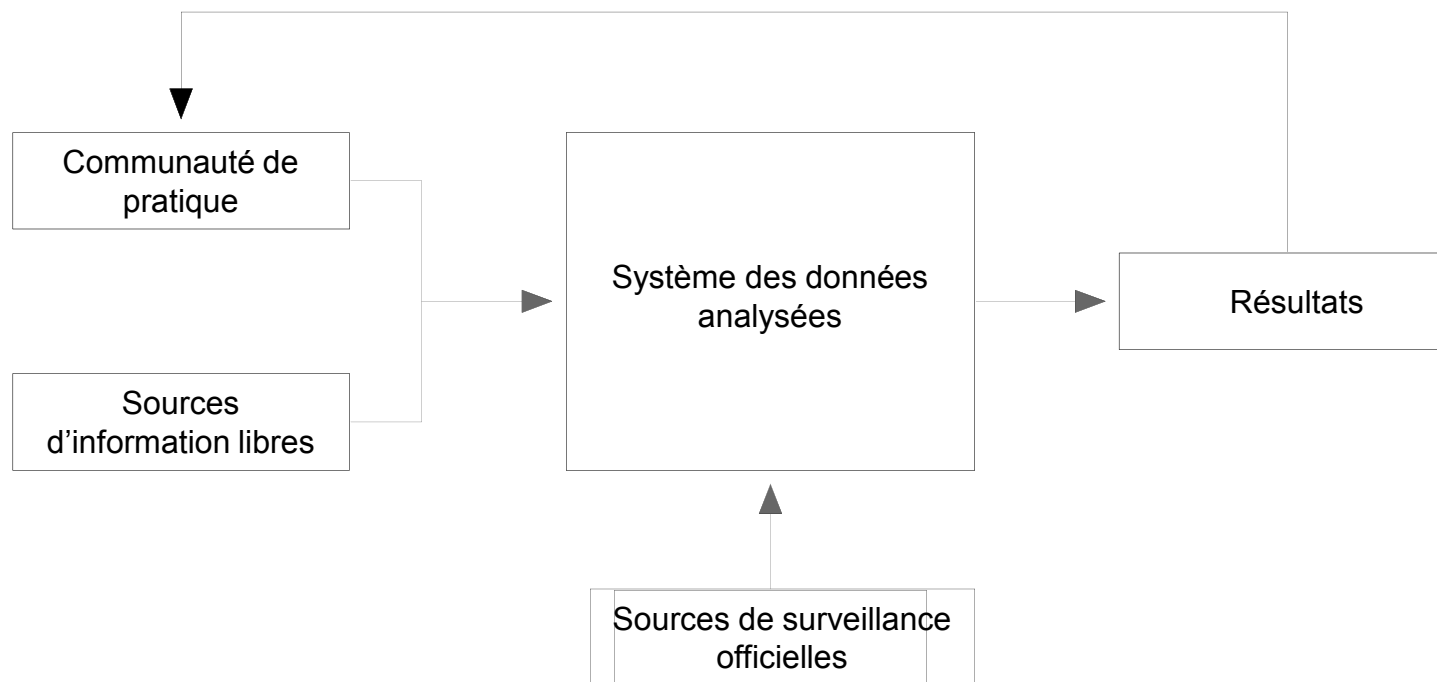 Communauté de
pratique
Système des données
analysées
Résultats
Sources
d’information libres
Sources de surveillance
officielles